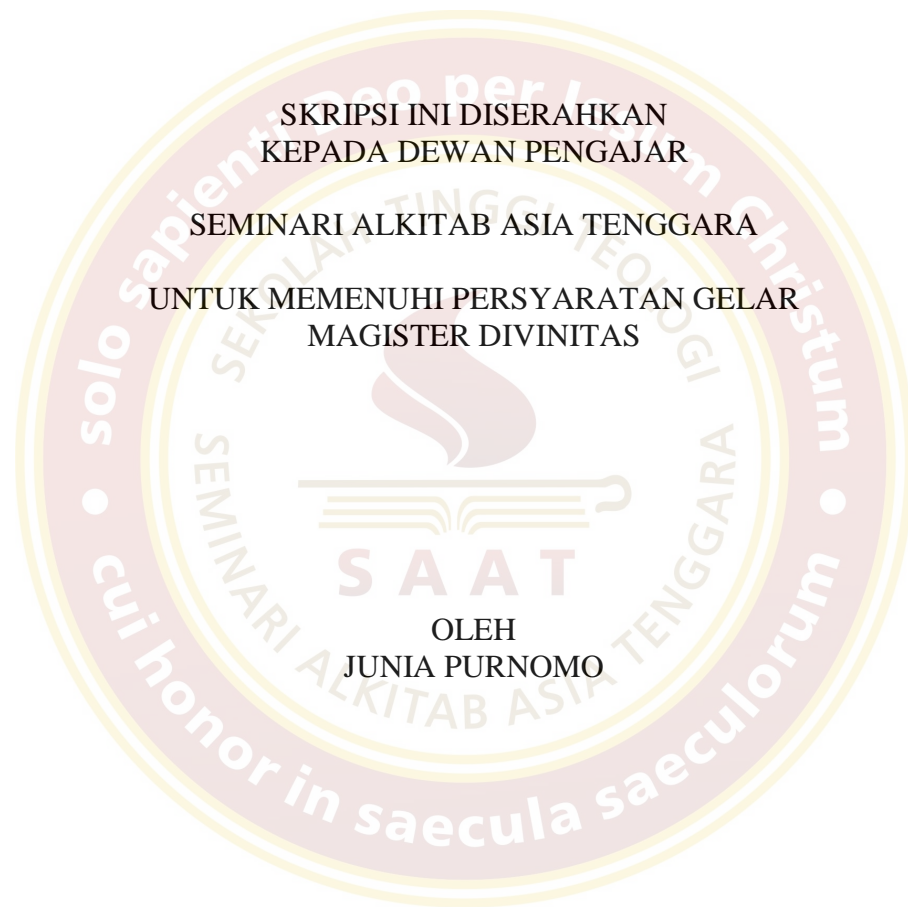 SKRIPSI INI DISERAHKAN
KEPADA DEWAN PENGAJAR
SEMINARI ALKITAB ASIA TENGGARA
UNTUK MEMENUHI PERSYARATAN GELAR
MAGISTER DIVINITAS
OLEH
JUNIA PURNOMO
solo sapienti Deo per Iesum Christum
cui honor in saecula saeculorum
SEKOLAH TINGGI TEOLOGI
SEMINARI ALKITAB ASIA TENGGARA
SAAT